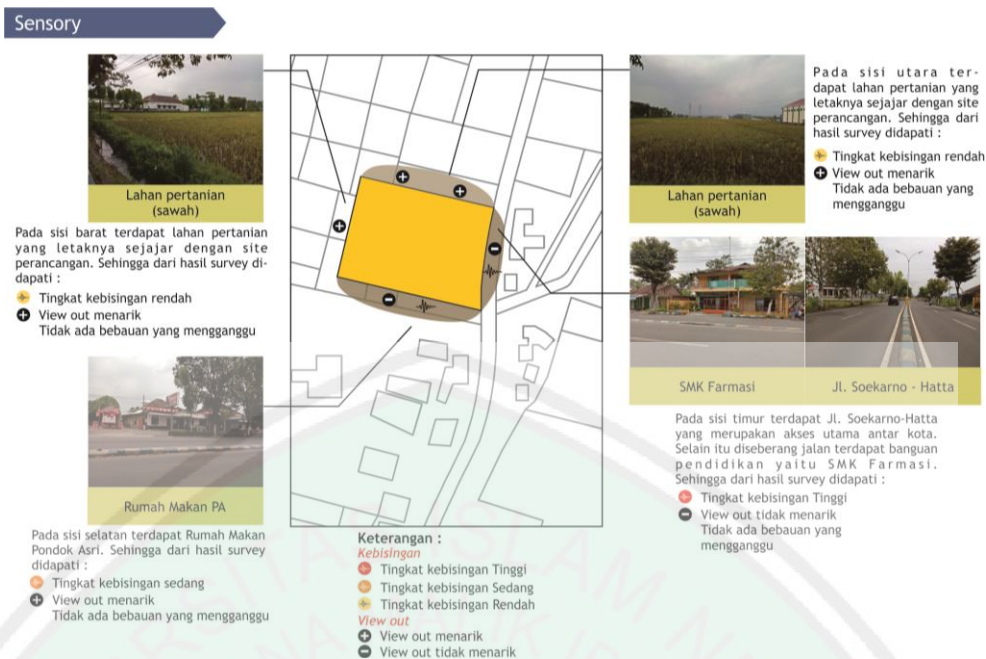 Sensory
Lahan pertanian
(sawah)
Pada sisi barat terdapat lahan pertanian
yang letaknya sejajar dengan site
perancangan. Sehingga dari hasil survey di-
dapati :
Tingkat kebisingan rendah
View out menarik
Tidak ada bebauan yang mengganggu
Rumah Makan PA
Pada sisi selatan terdapat Rumah Makan
Pondok Asri. Sehingga dari hasil survey
didapati :
Tingkat kebisingan sedang
View out menarik
Tidak ada bebauan yang mengganggu
Keterangan :
Kebisingan
Tingkat kebisingan Tinggi
Tingkat kebisingan Sedang
Tingkat kebisingan Rendah
View out
View out menarik
View out tidak menarik
Lahan pertanian
(sawah)
Pada sisi utara ter-
dapat lahan pertanian yang
letaknya sejajar dengan site
perancangan. Sehingga dari
hasil survey didapati :
Tingkat kebisingan rendah
View out menarik
Tidak ada bebauan yang
mengganggu
SMK Farmasi
Jl. Soekarno - Hatta
Pada sisi timur terdapat Jl. Soekarno-Hatta
yang merupakan akses utama antar kota.
Selain itu diseberang jalan terdapat banguan
pendidikan yaitu SMK Farmasi.
Sehingga dari hasil survey didapati :
Tingkat kebisingan Tinggi
View out tidak menarik
Tidak ada bebauan yang
mengganggu